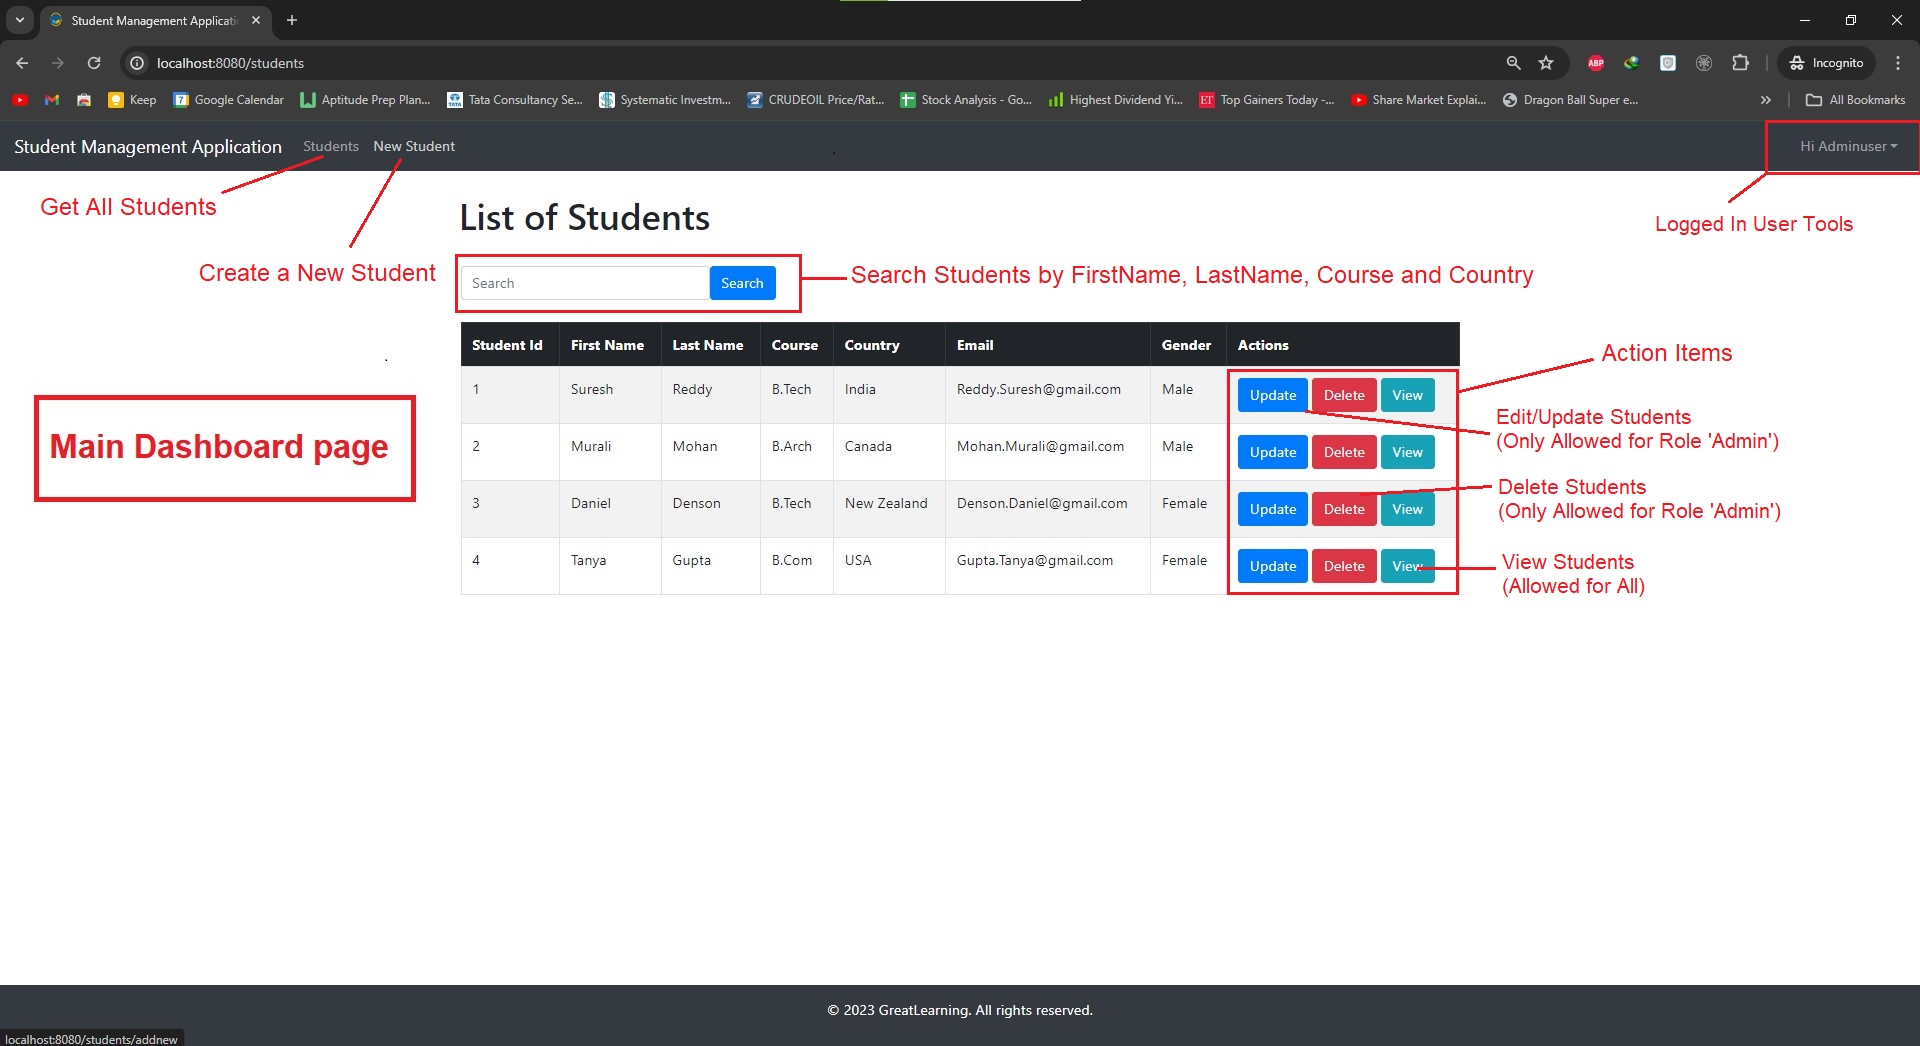 Student Management Applicati
localhost:8080/students
ABP
Incognito
Keep
7 Google Calendar
Aptitude Prep Plan...
TATA Tata Consultancy Se...
Systematic Investm...
CRUDEOIL Price/Rat...
Stock Analysis - Go...
Highest Dividend Yi...
ET Top Gainers Today -...
Share Market Explai...
Dragon Ball Super e...
All Bookmarks
Student Management Application Students New Student Hi Adminuser
Get All Students
Create a New Student
Logged In User Tools
List of Students
Search Search
Search Students by FirstName, LastName, Course and Country
Student Id First Name Last Name Course Country Email Gender Actions
1 Suresh Reddy B.Tech India Reddy.Suresh@gmail.com Male Update Delete View
2 Murali Mohan B.Arch Canada Mohan.Murali@gmail.com Male Update Delete View
3 Daniel Denson B.Tech New Zealand Denson.Daniel@gmail.com Female Update Delete View
4 Tanya Gupta B.Com USA Gupta.Tanya@gmail.com Female Update Delete View
Action Items
Edit/Update Students
(Only Allowed for Role 'Admin')
Delete Students
(Only Allowed for Role 'Admin')
View Students
(Allowed for All)
Main Dashboard page
© 2023 GreatLearning. All rights reserved.
localhost:8080/students/addnew